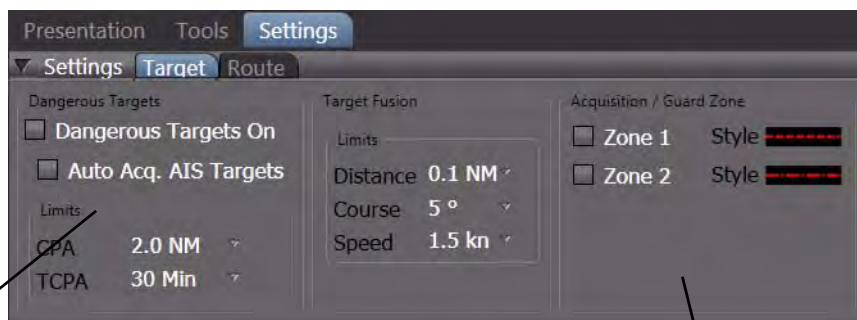 Presentation Tools Settings
Settings Target Route
Dangerous Targets
Dangerous Targets On
Auto Acq. AIS Targets
Limits
CPA 2.0 NM
TCPA 30 Min
Target Fusion
Limits
Distance 0.1 NM
Course 5 °
Speed 1.5 kn
Acquisition / Guard Zone
Zone 1 Style
Zone 2 Style